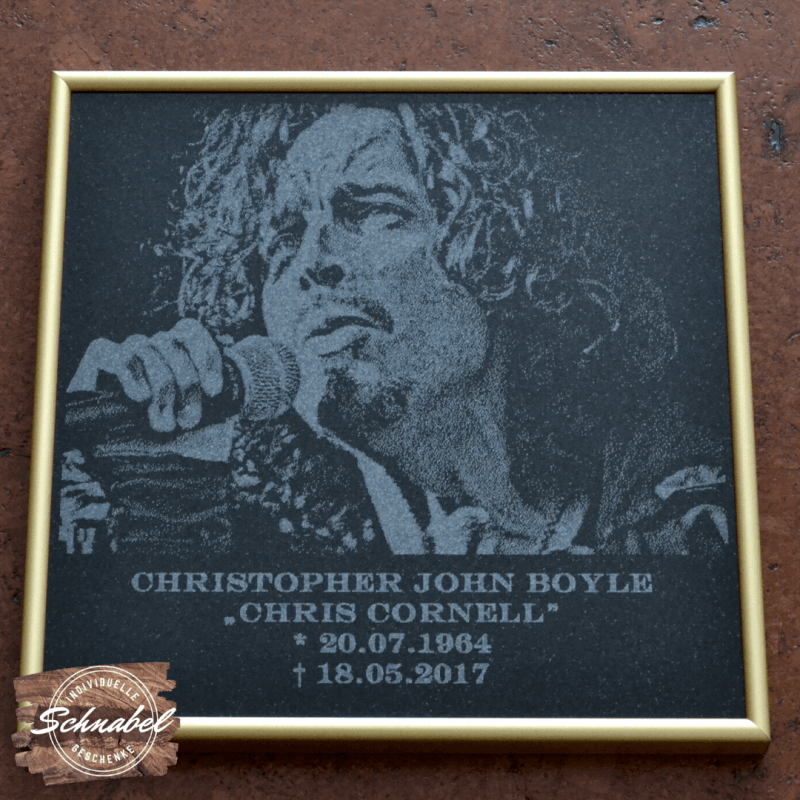 CHRISTOPHER JOHN BOYLE
„CHRIS CORNELL”
* 20.07.1964
† 18.05.2017
INDIVIDUELLE
Schnabel
GESCHENKE